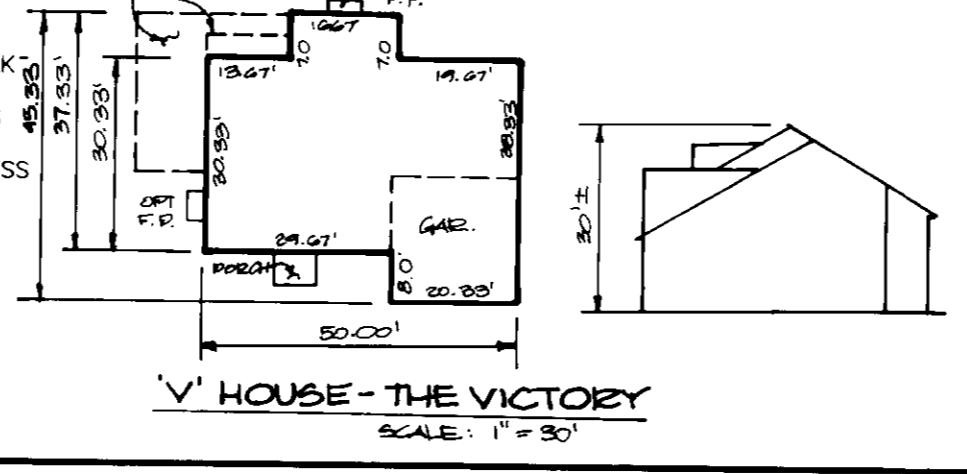 F.P.
16.67'
7.0
7.0
K
13.67'
19.67'
45.33'
37.33'
30.33'
30.33'
38.33'
SS
OPT
F.P.
GAR.
30'±
29.67'
PORCH
8.0'
20.33'
50.00'
'V' HOUSE - THE VICTORY
SCALE: 1" = 30'